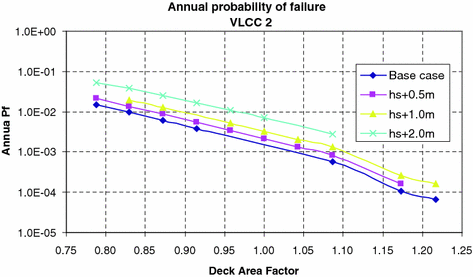 Annual probability of failure
VLCC 2
1.0E+00
1.0E-01
1.0E-02
1.0E-03
1.0E-04
1.0E-05
Annua Pf
Base case
hs+0.5m
hs+1.0m
hs+2.0m
0.75 0.80 0.85 0.90 0.95 1.00 1.05 1.10 1.15 1.20 1.25
Deck Area Factor